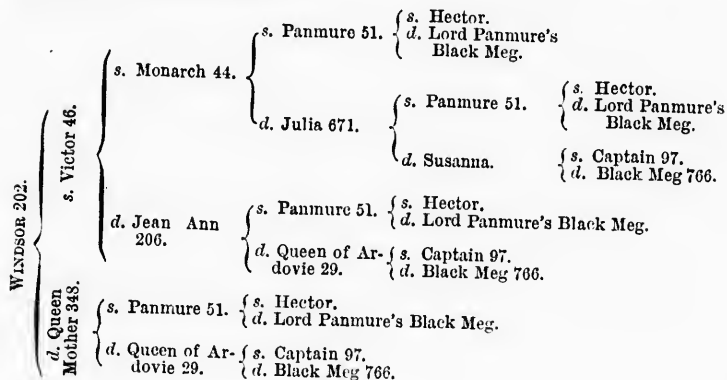 s. Hector.
s. Panmure 51. d. Lord Panmure's
Black Meg.
s. Monarch 44.
s. Hector.
s. Panmure 51. d. Lord Panmure's
Black Meg.
d. Julia 671.
d. Susanna. s. Captain 97.
d. Black Meg 766.
WINDSOR 202.
s. Victor 46.
s. Panmure 51. s. Hector.
d. Lord Panmure's Black Meg.
d. Jean Ann
206.
d. Queen of Ar- s. Captain 97.
dovie 29. d. Black Meg 766.
d. Queen
Mother 348.
s. Panmure 51. s. Hector.
d. Lord Panmure's Black Meg.
d. Queen of Ar- s. Captain 97.
dovie 29. d. Black Meg 766.